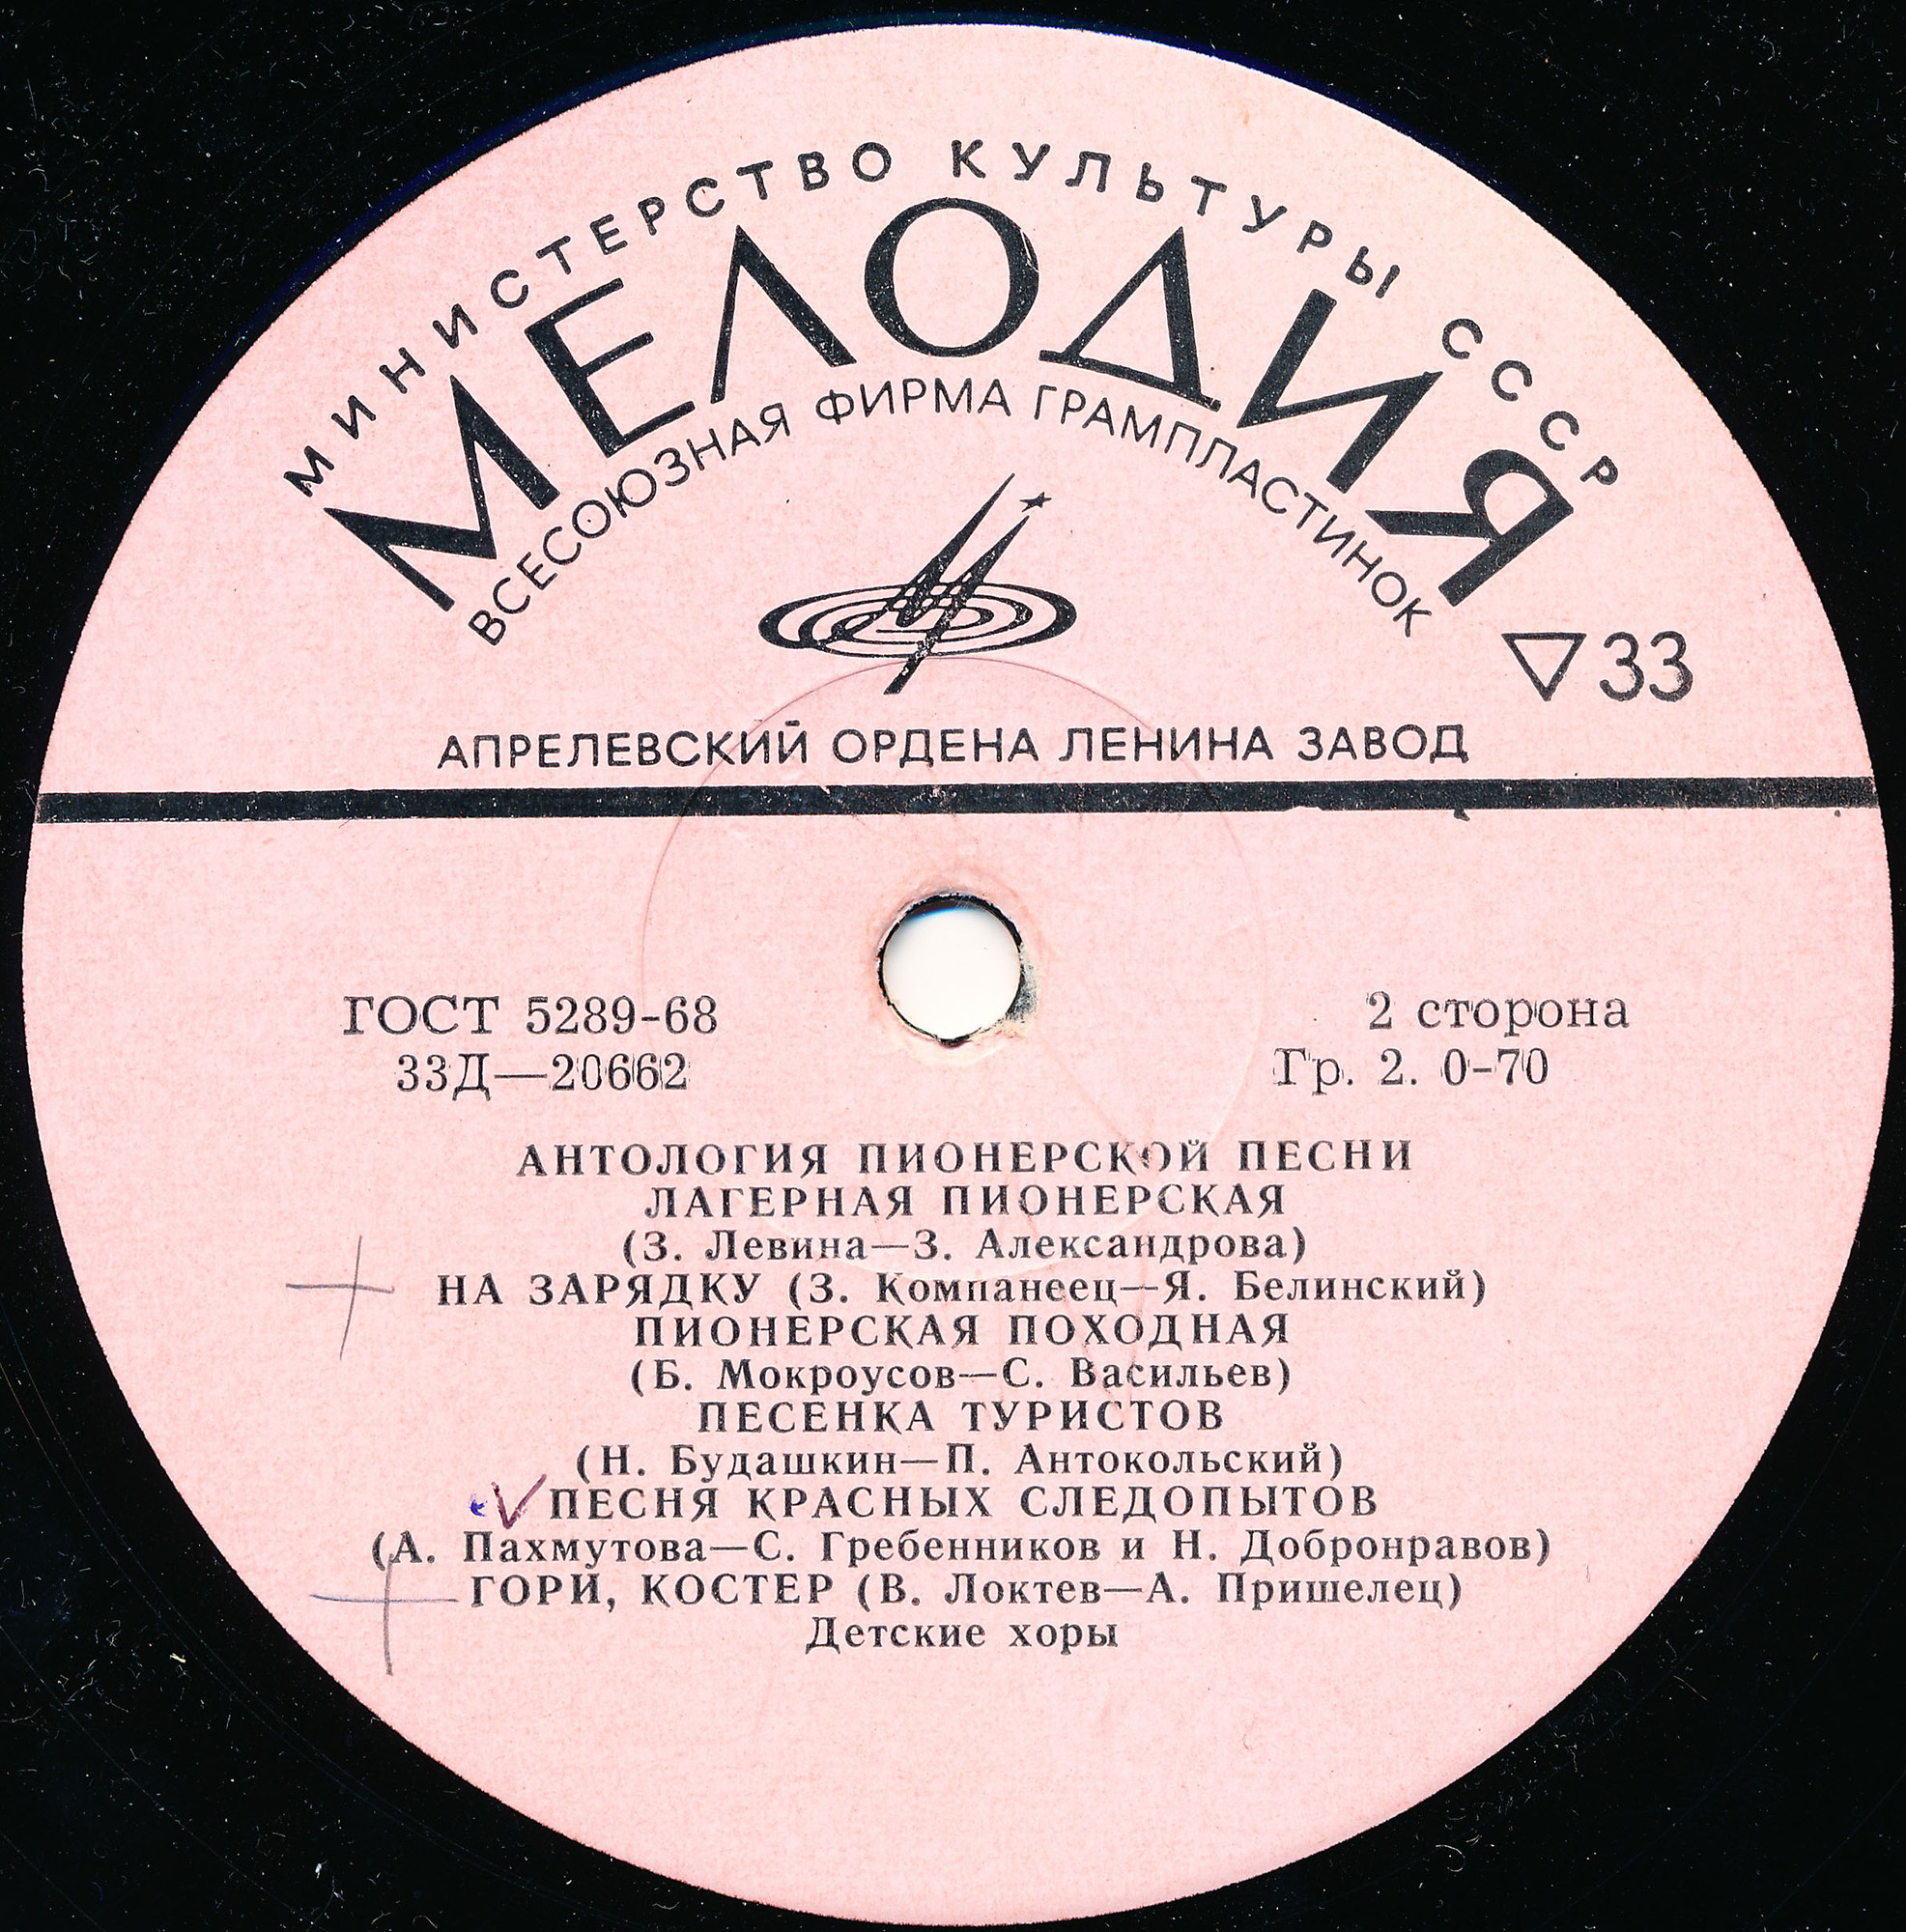 МИНИСТЕРСТВО КУЛЬТУРЫ СССР
МЕЛОДИЯ
ВСЕСОЮЗНАЯ ФИРМА ГРАМПЛАСТИНОК
33
АПРЕЛЕВСКИЙ ОРДЕНА ЛЕНИНА ЗАВОД
ГОСТ 5289-68
2 сторона
33Д—20662
Гр. 2. 0-70
АНТОЛОГИЯ ПИОНЕРСКОЙ ПЕСНИ
ЛАГЕРНАЯ ПИОНЕРСКАЯ
(З. Левина—З. Александрова)
НА ЗАРЯДКУ (З. Компанеец—Я. Белинский)
ПИОНЕРСКАЯ ПОХОДНАЯ
(Б. Мокроусов—С. Васильев)
ПЕСЕНКА ТУРИСТОВ
(Н. Будашкин—П. Антокольский)
ПЕСНЯ КРАСНЫХ СЛЕДОПЫТОВ
(А. Пахмутова—С. Гребенников и Н. Добронравов)
ГОРИ, КОСТЕР (В. Локтев—А. Пришелец)
Детские хоры